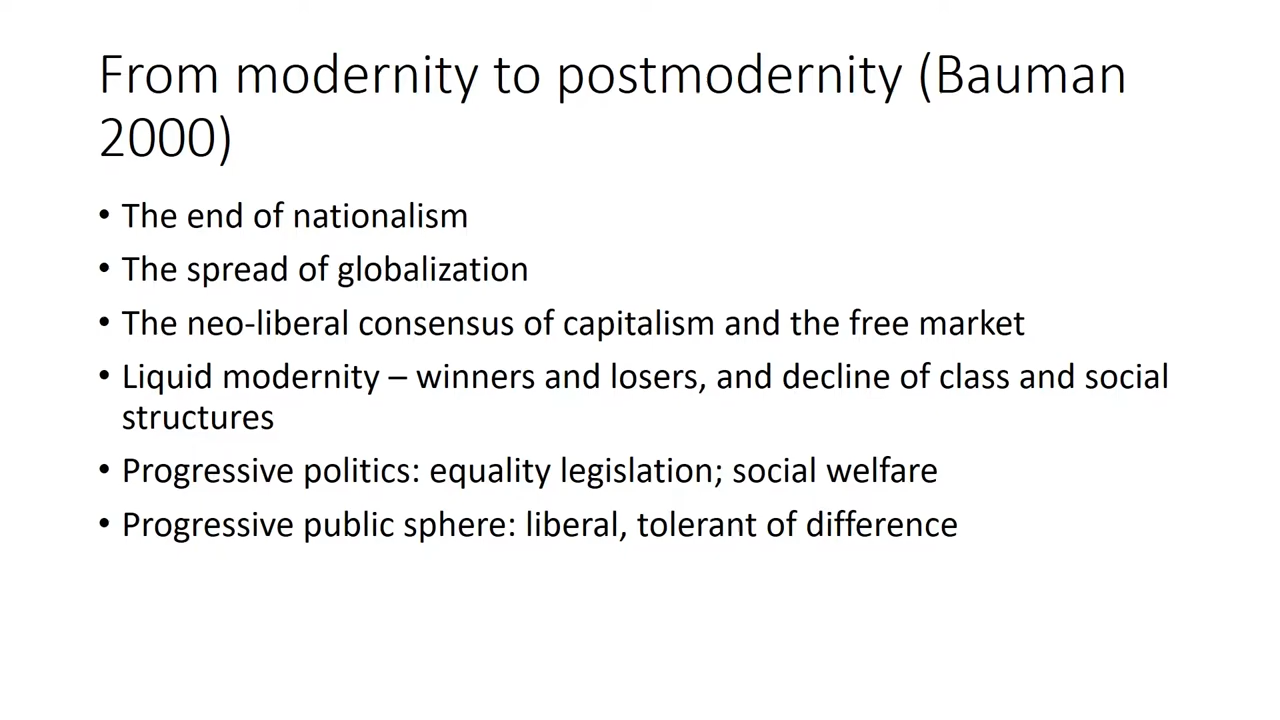 From modernity to postmodernity (Bauman
2000)
• The end of nationalism
• The spread of globalization
• The neo-liberal consensus of capitalism and the free market
• Liquid modernity – winners and losers, and decline of class and social
structures
• Progressive politics: equality legislation; social welfare
• Progressive public sphere: liberal, tolerant of difference